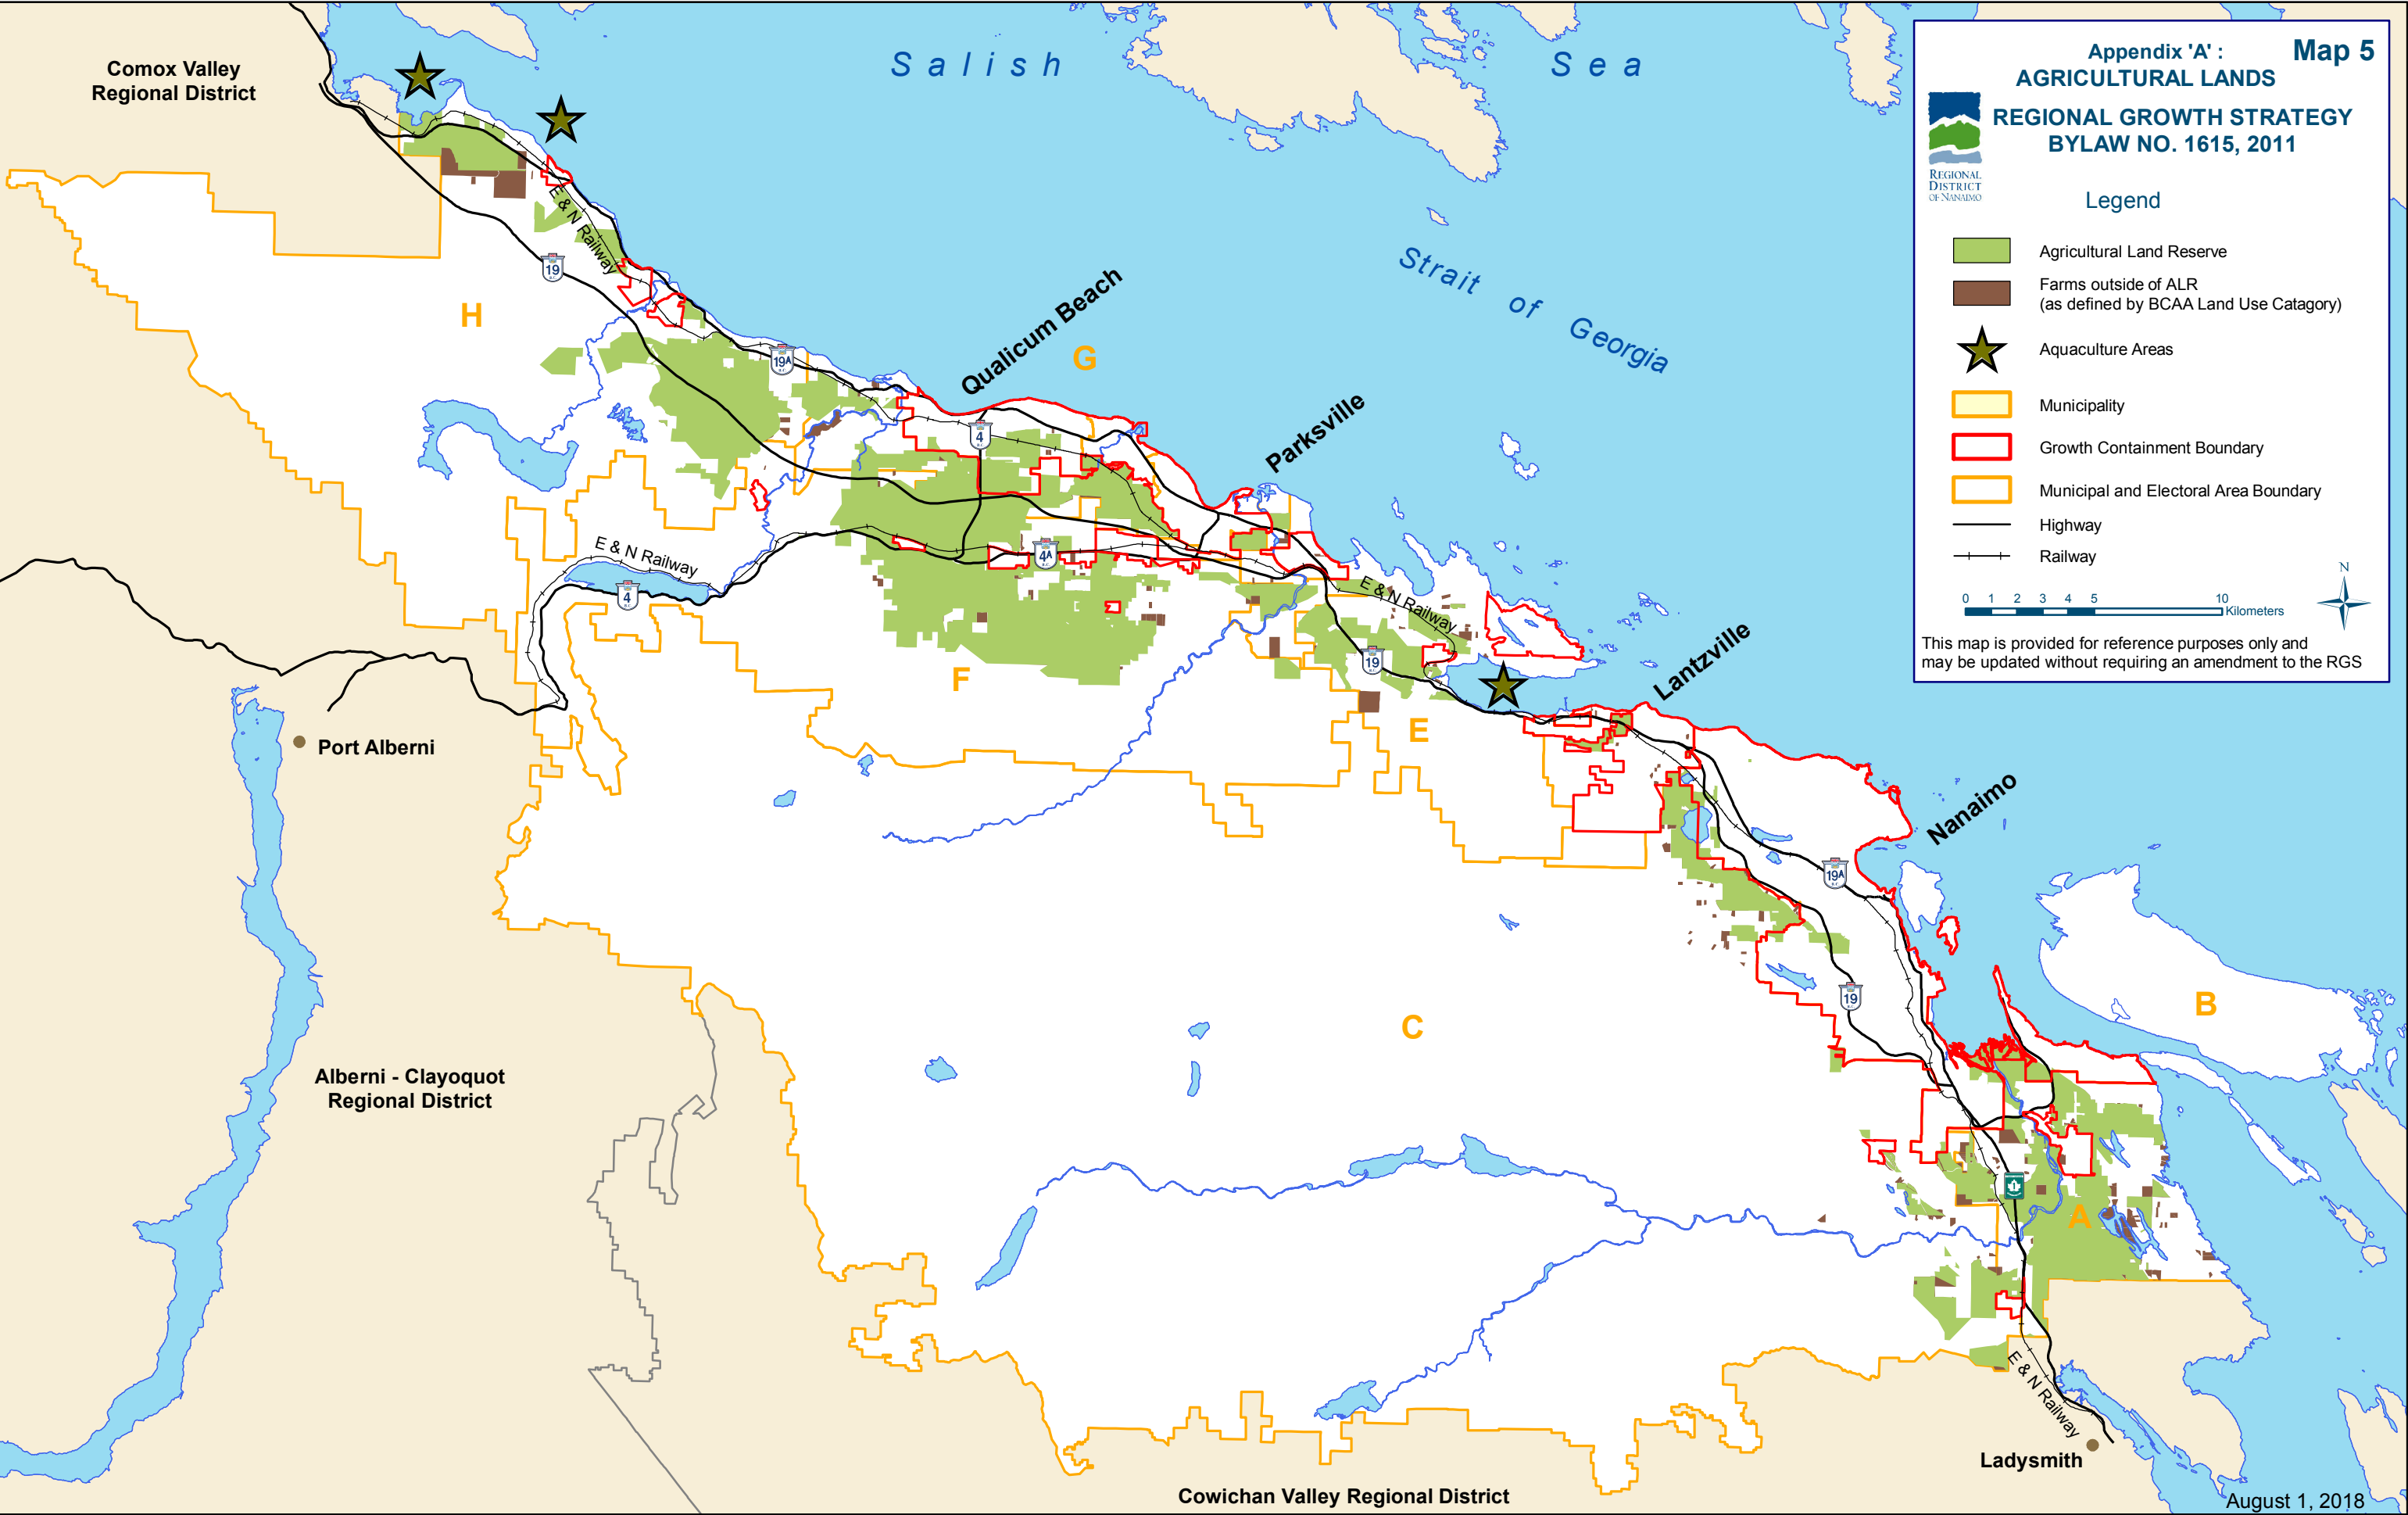 Salish Sea
Comox Valley
Regional District
Appendix 'A' :
Map 5
AGRICULTURAL LANDS
REGIONAL GROWTH STRATEGY
BYLAW NO. 1615, 2011
REGIONAL
DISTRICT
OF NANAIMO
Legend
Agricultural Land Reserve
Farms outside of ALR
(as defined by BCAA Land Use Catagory)
Aquaculture Areas
Municipality
Growth Containment Boundary
Municipal and Electoral Area Boundary
Highway
Railway
N
0 1 2 3 4 5 10
Kilometers
This map is provided for reference purposes only and
may be updated without requiring an amendment to the RGS
E & N Railway
19
H
Strait of Georgia
Qualicum Beach
G
19A
4
Parksville
E & N Railway
4A
4
E & N Railway
19
Lantzville
F
E
Port Alberni
Nanaimo
19A
19
B
C
Alberni - Clayoquot
Regional District
1
A
E & N Railway
Ladysmith
Cowichan Valley Regional District
August 1, 2018